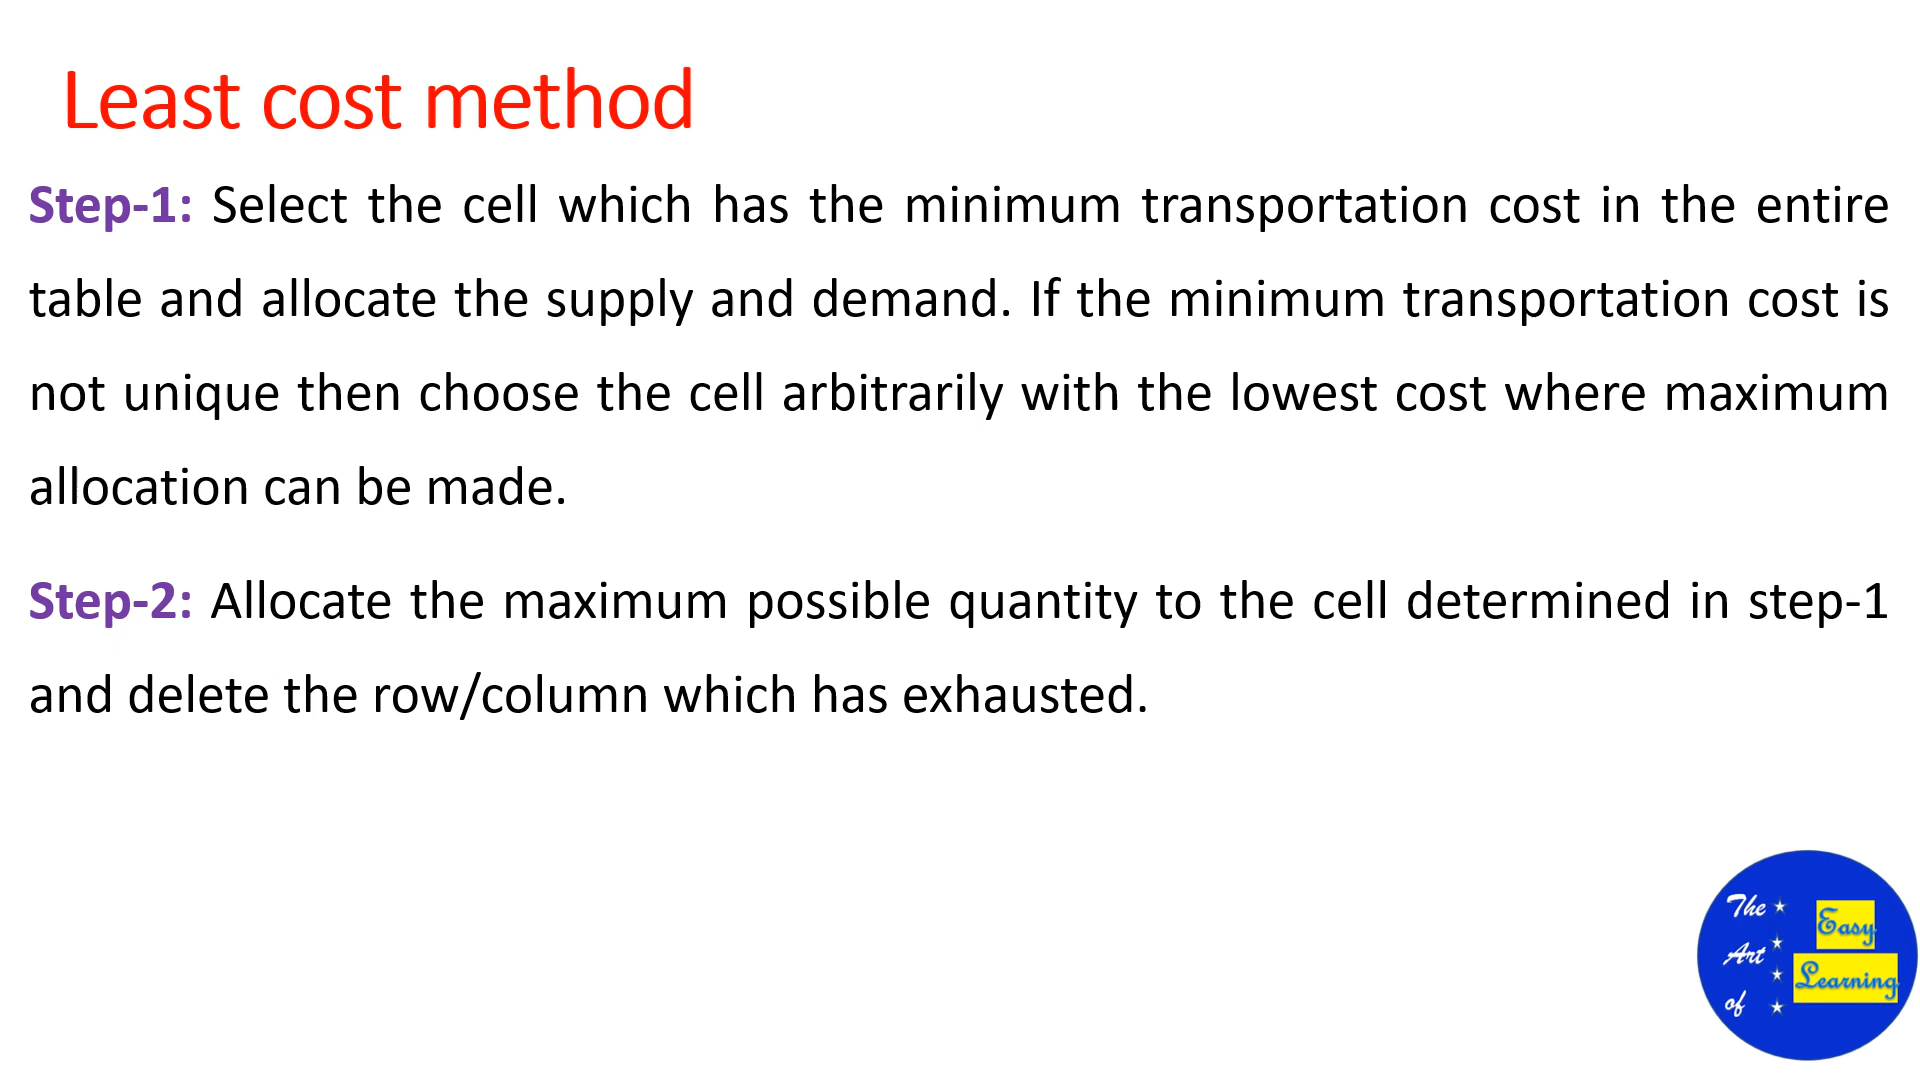 Least cost method
Step-1: Select the cell which has the minimum transportation cost in the entire
table and allocate the supply and demand. If the minimum transportation cost is
not unique then choose the cell arbitrarily with the lowest cost where maximum
allocation can be made.
Step-2: Allocate the maximum possible quantity to the cell determined in step-1
and delete the row/column which has exhausted.
The
Art
of
Easy
Learning